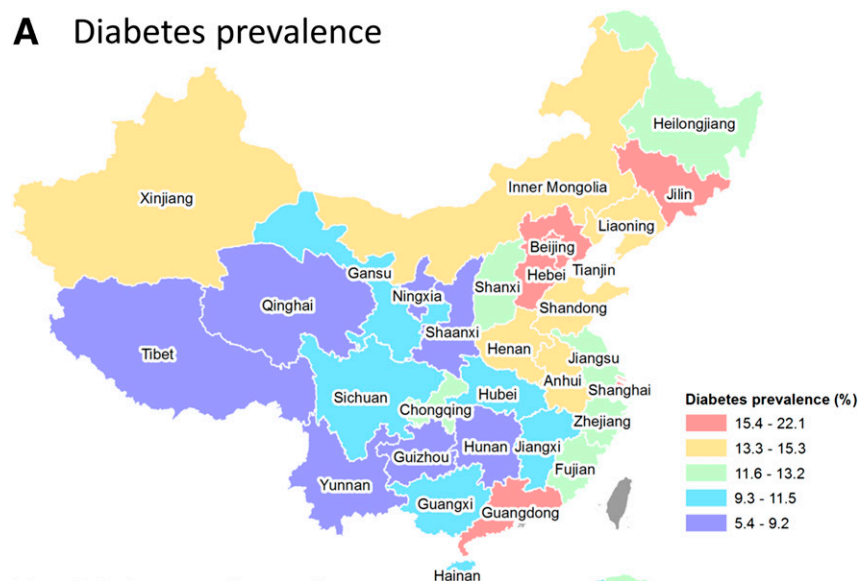 A Diabetes prevalence
Heilongjiang
Jilin
Inner Mongolia
Xinjiang
Liaoning
Beijing
Tianjin
Hebei
Gansu
Shanxi
Ningxia
Qinghai
Shandong
Shaanxi
Henan
Tibet
Jiangsu
Anhui
Shanghai
Sichuan
Hubei
Chongqing
Zhejiang
Hunan
Jiangxi
Guizhou
Fujian
Yunnan
Guangxi
Guangdong
Hainan
Diabetes prevalence (%)
15.4 - 22.1
13.3 - 15.3
11.6 - 13.2
9.3 - 11.5
5.4 - 9.2